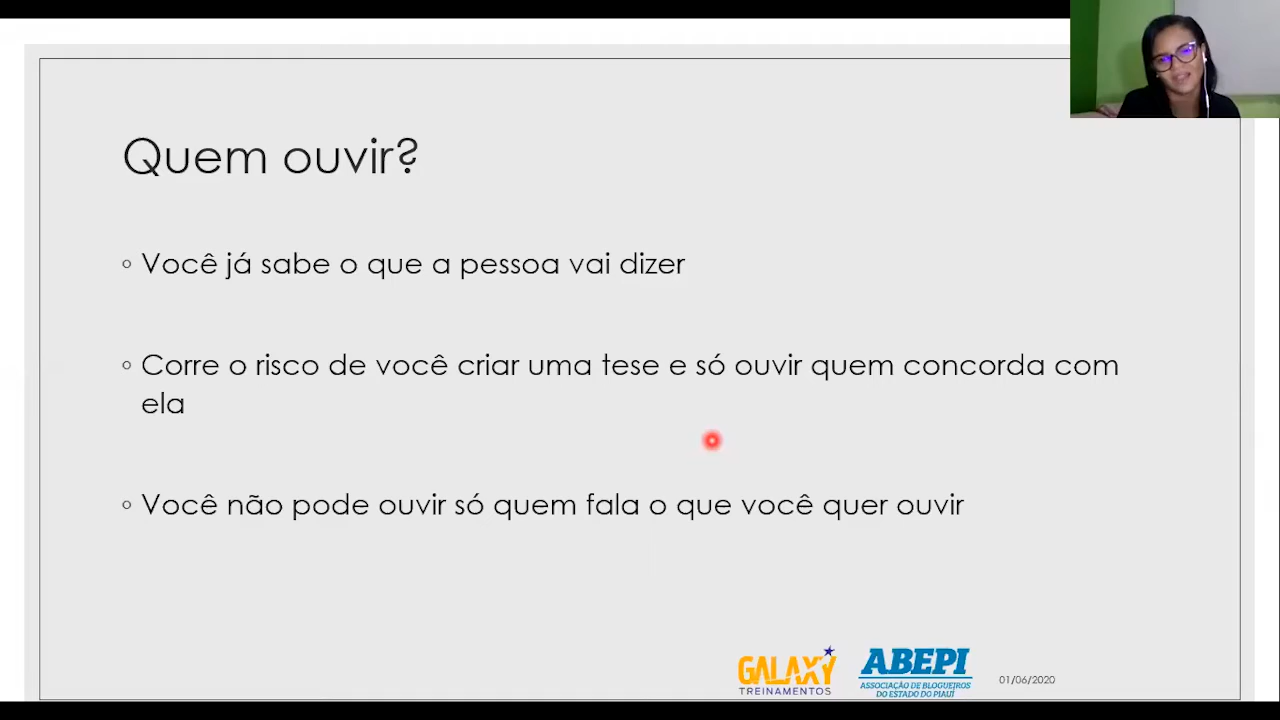 Quem ouvir?
Você já sabe o que a pessoa vai dizer
Corre o risco de você criar uma tese e só ouvir quem concorda com
ela
Você não pode ouvir só quem fala o que você quer ouvir
GALAXY
TREINAMENTOS
ABEPI
ASSOCIAÇÃO DE BLOGUEIROS
DO ESTADO DO PIAUÍ
01/06/2020